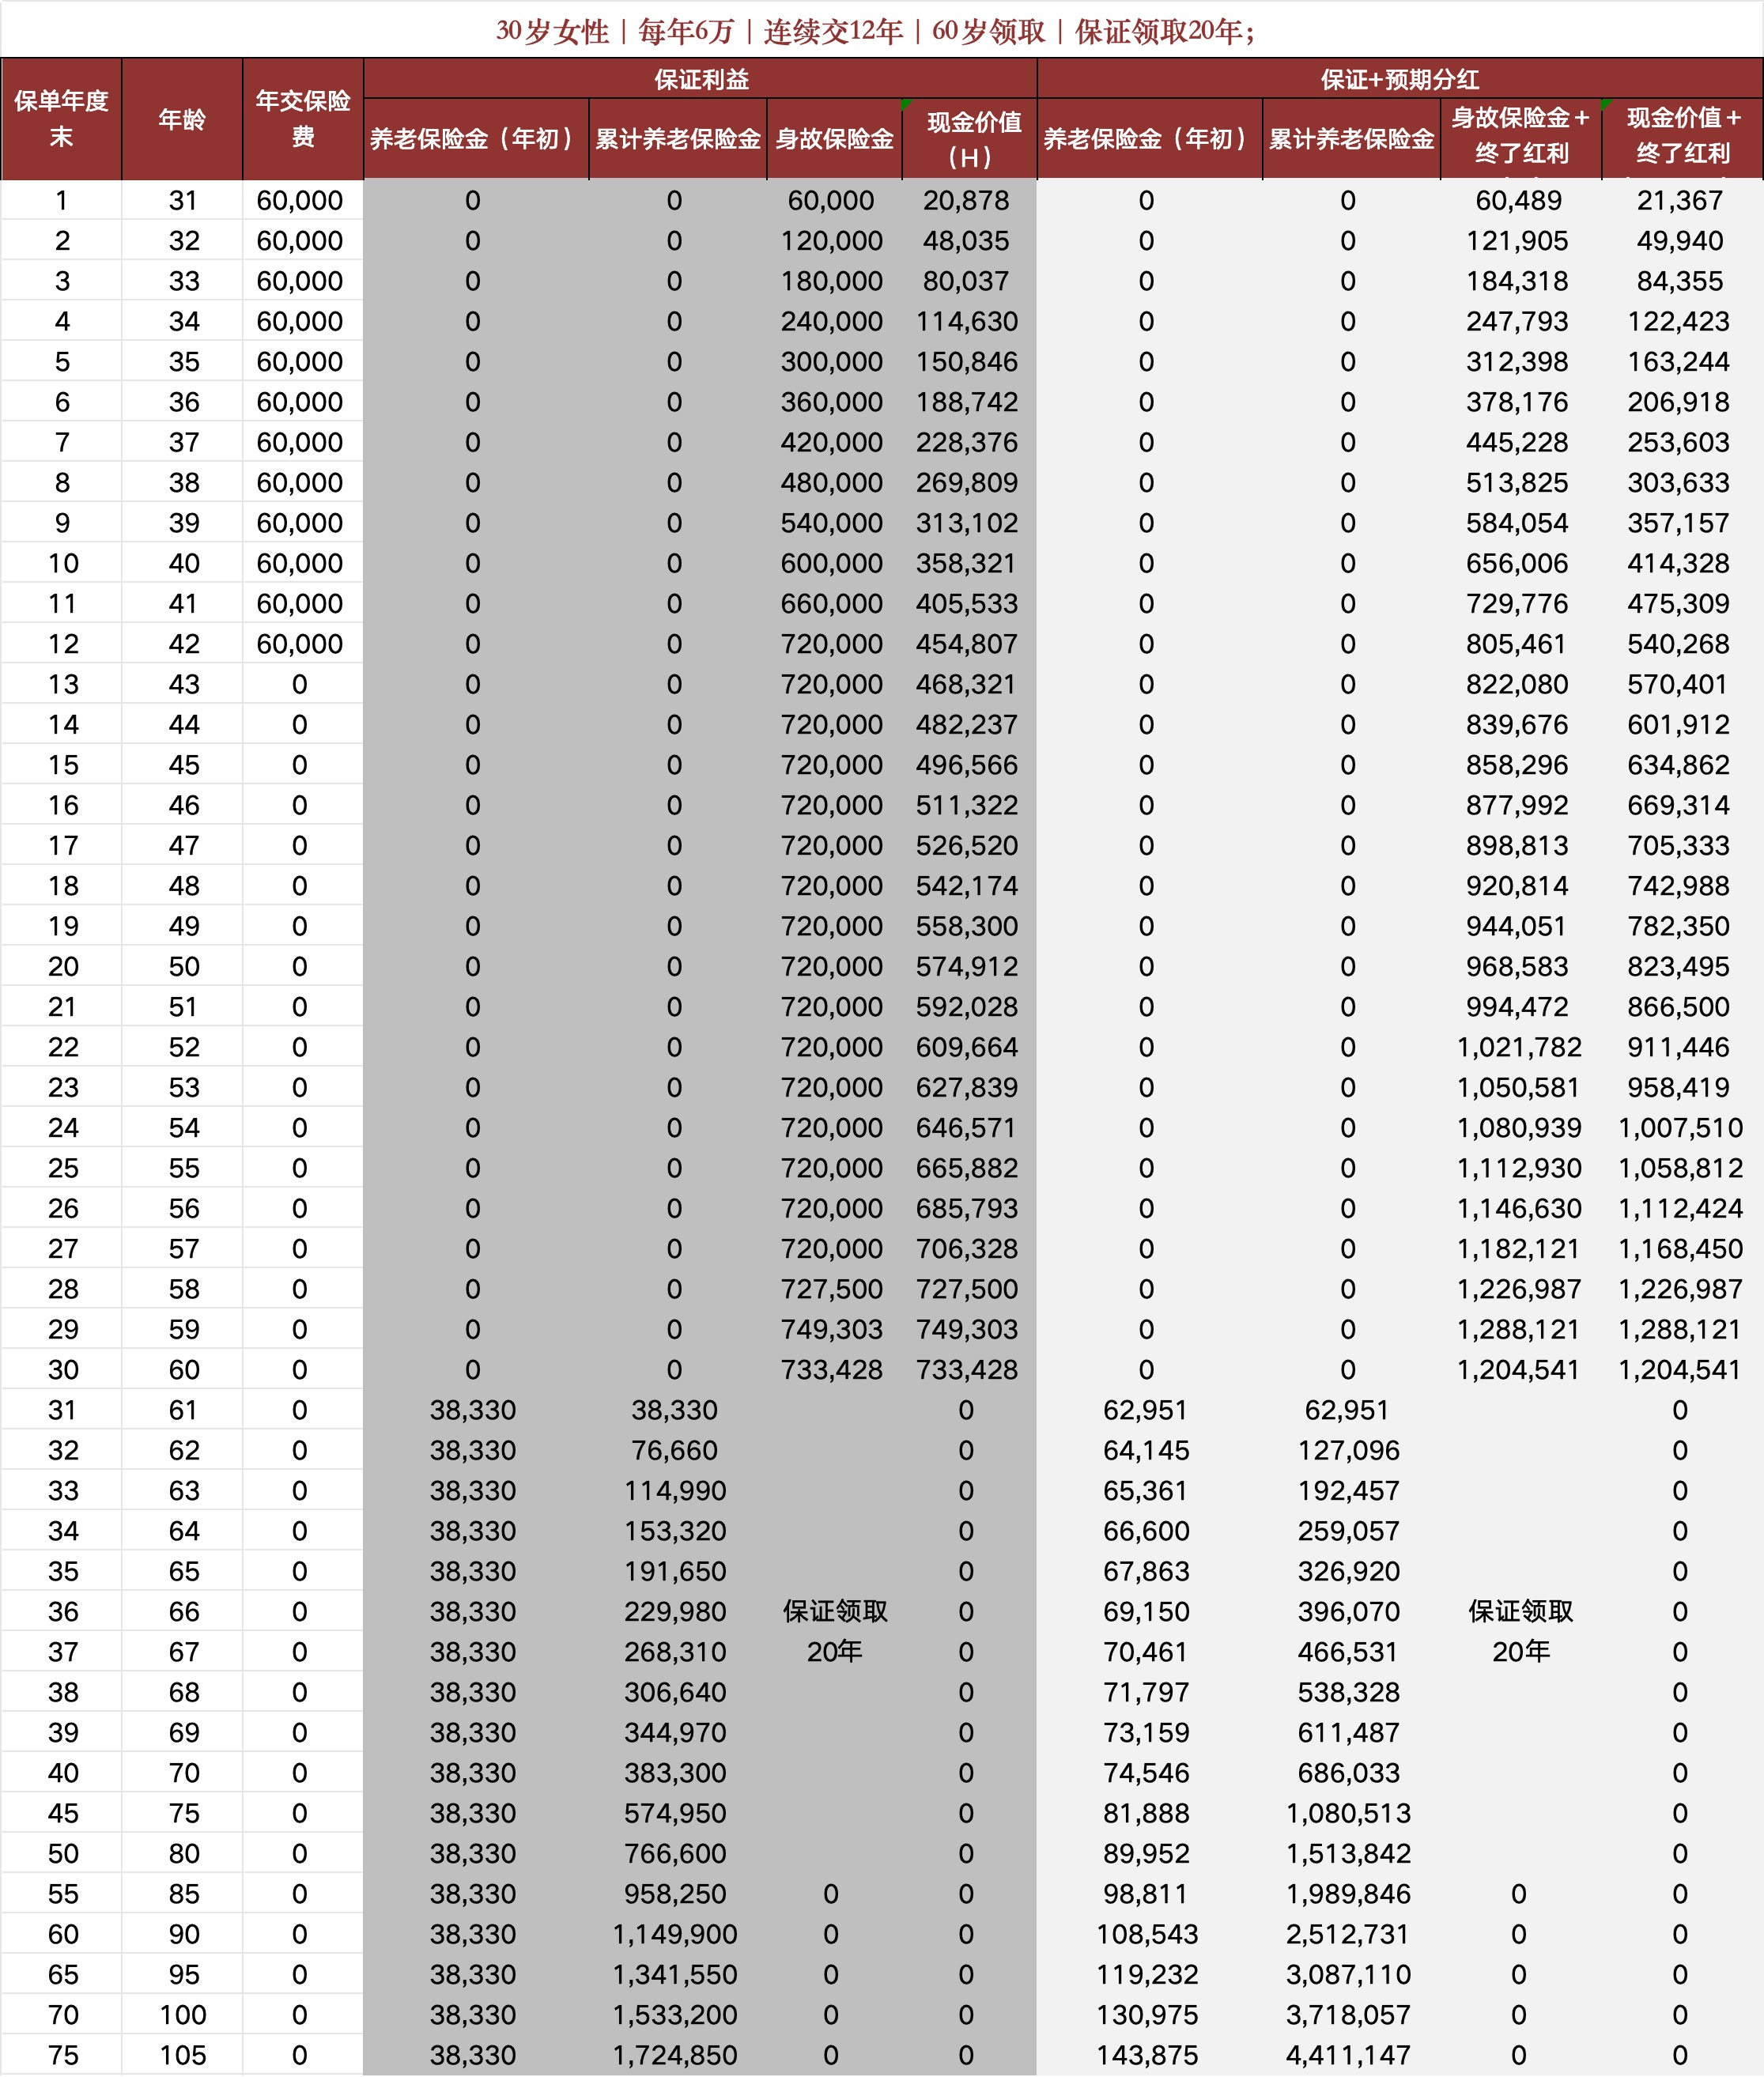 30岁女性｜每年6万｜连续交12年｜60岁领取｜保证领取20年；
保单年度末 年龄 年交保险费 保证利益 保证+预期分红
养老保险金（年初） 累计养老保险金 身故保险金 现金价值（H） 养老保险金（年初） 累计养老保险金 身故保险金＋终了红利 现金价值＋终了红利
1 31 60,000 0 0 60,000 20,878 0 0 60,489 21,367
2 32 60,000 0 0 120,000 48,035 0 0 121,905 49,940
3 33 60,000 0 0 180,000 80,037 0 0 184,318 84,355
4 34 60,000 0 0 240,000 114,630 0 0 247,793 122,423
5 35 60,000 0 0 300,000 150,846 0 0 312,398 163,244
6 36 60,000 0 0 360,000 188,742 0 0 378,176 206,918
7 37 60,000 0 0 420,000 228,376 0 0 445,228 253,603
8 38 60,000 0 0 480,000 269,809 0 0 513,825 303,633
9 39 60,000 0 0 540,000 313,102 0 0 584,054 357,157
10 40 60,000 0 0 600,000 358,321 0 0 656,006 414,328
11 41 60,000 0 0 660,000 405,533 0 0 729,776 475,309
12 42 60,000 0 0 720,000 454,807 0 0 805,461 540,268
13 43 0 0 0 720,000 468,321 0 0 822,080 570,401
14 44 0 0 0 720,000 482,237 0 0 839,676 601,912
15 45 0 0 0 720,000 496,566 0 0 858,296 634,862
16 46 0 0 0 720,000 511,322 0 0 877,992 669,314
17 47 0 0 0 720,000 526,520 0 0 898,813 705,333
18 48 0 0 0 720,000 542,174 0 0 920,814 742,988
19 49 0 0 0 720,000 558,300 0 0 944,051 782,350
20 50 0 0 0 720,000 574,912 0 0 968,583 823,495
21 51 0 0 0 720,000 592,028 0 0 994,472 866,500
22 52 0 0 0 720,000 609,664 0 0 1,021,782 911,446
23 53 0 0 0 720,000 627,839 0 0 1,050,581 958,419
24 54 0 0 0 720,000 646,571 0 0 1,080,939 1,007,510
25 55 0 0 0 720,000 665,882 0 0 1,112,930 1,058,812
26 56 0 0 0 720,000 685,793 0 0 1,146,630 1,112,424
27 57 0 0 0 720,000 706,328 0 0 1,182,121 1,168,450
28 58 0 0 0 727,500 727,500 0 0 1,226,987 1,226,987
29 59 0 0 0 749,303 749,303 0 0 1,288,121 1,288,121
30 60 0 0 0 733,428 733,428 0 0 1,204,541 1,204,541
31 61 0 38,330 38,330 0 62,951 62,951 0
32 62 0 38,330 76,660 0 64,145 127,096 0
33 63 0 38,330 114,990 0 65,361 192,457 0
34 64 0 38,330 153,320 0 66,600 259,057 0
35 65 0 38,330 191,650 0 67,863 326,920 0
36 66 0 38,330 229,980 保证领取 0 69,150 396,070 保证领取 0
37 67 0 38,330 268,310 20年 0 70,461 466,531 20年 0
38 68 0 38,330 306,640 0 71,797 538,328 0
39 69 0 38,330 344,970 0 73,159 611,487 0
40 70 0 38,330 383,300 0 74,546 686,033 0
45 75 0 38,330 574,950 0 81,888 1,080,513 0
50 80 0 38,330 766,600 0 89,952 1,513,842 0
55 85 0 38,330 958,250 0 0 98,811 1,989,846 0 0
60 90 0 38,330 1,149,900 0 0 108,543 2,512,731 0 0
65 95 0 38,330 1,341,550 0 0 119,232 3,087,110 0 0
70 100 0 38,330 1,533,200 0 0 130,975 3,718,057 0 0
75 105 0 38,330 1,724,850 0 0 143,875 4,411,147 0 0